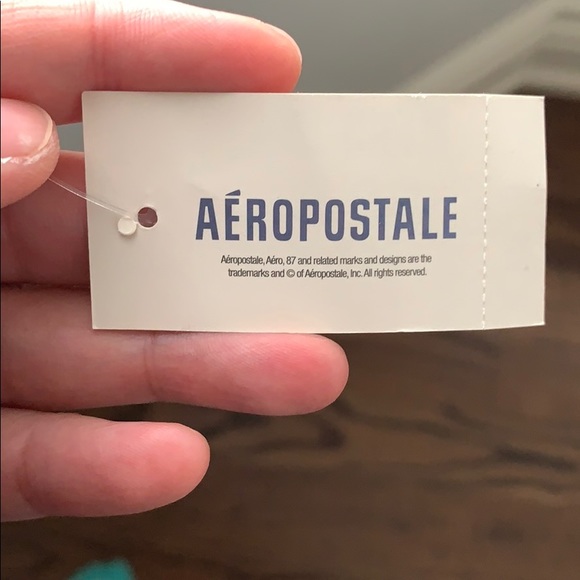 AÉROPOSTALE
Aéropostale, Aéro, 87 and related marks and designs are the
trademarks and © of Aéropostale, Inc. All rights reserved.